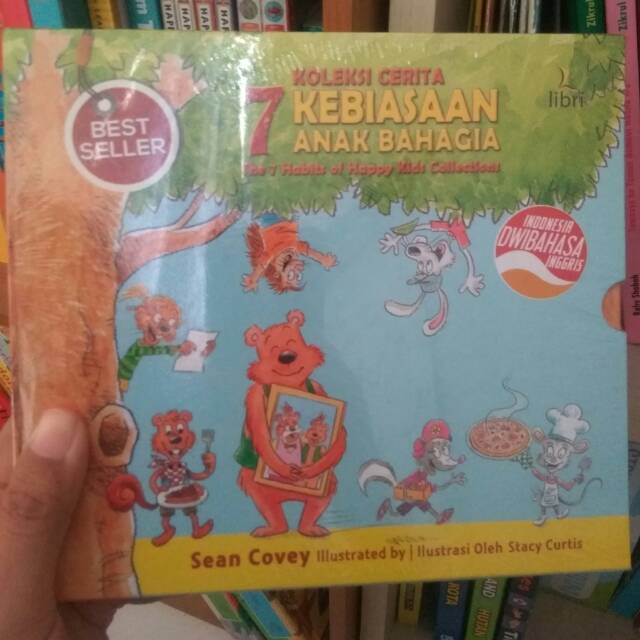 KOLEKSI CERITA
7 KEBIASAAN
ANAK BAHAGIA
The 7 Habits of Happy Kids Collections
libri
BEST
SELLER
INDONESIA
DWIBAHASA
INGGRIS
Sean Covey Illustrated by | Ilustrasi Oleh Stacy Curtis